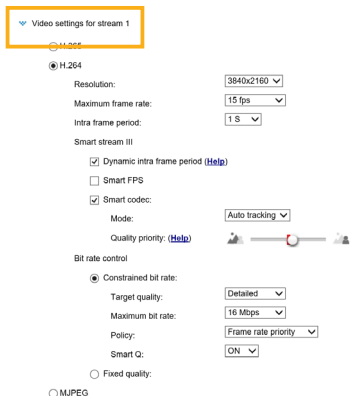 Video settings for stream 1
H.265
H.264
Resolution: 3840x2160
Maximum frame rate: 15 fps
Intra frame period: 1 S
Smart stream III
Dynamic intra frame period (Help)
Smart FPS
Smart codec:
Mode: Auto tracking
Quality priority: (Help)
Bit rate control
Constrained bit rate:
Target quality: Detailed
Maximum bit rate: 16 Mbps
Policy: Frame rate priority
Smart Q: ON
Fixed quality:
MJPEG